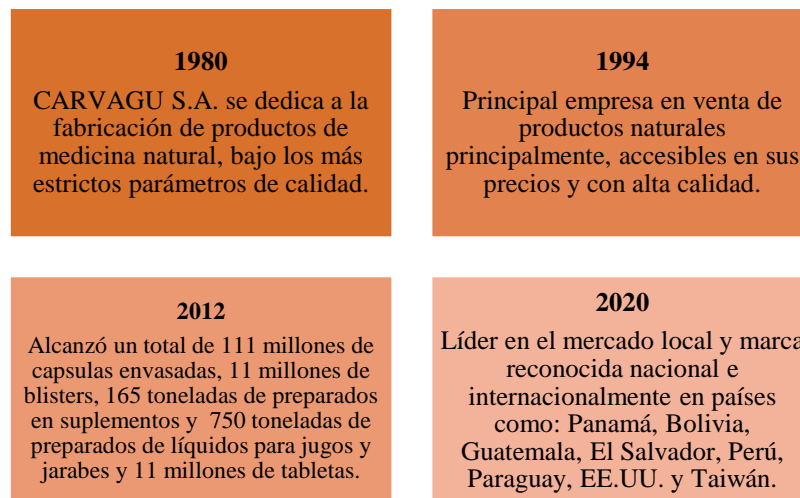 1980
CARVAGU S.A. se dedica a la
fabricación de productos de
medicina natural, bajo los más
estrictos parámetros de calidad.
1994
Principal empresa en venta de
productos naturales
principalmente, accesibles en sus
precios y con alta calidad.
2012
Alcanzó un total de 111 millones de
capsulas envasadas, 11 millones de
blisters, 165 toneladas de preparados
en suplementos y 750 toneladas de
preparados de líquidos para jugos y
jarabes y 11 millones de tabletas.
2020
Líder en el mercado local y marca
reconocida nacional e
internacionalmente en países
como: Panamá, Bolivia,
Guatemala, El Salvador, Perú,
Paraguay, EE.UU. y Taiwán.